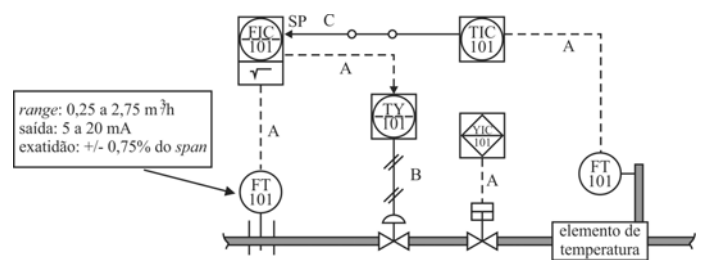 SP
C
FIC
101
√
TIC
101
A
A
range: 0,25 a 2,75 m³/h
saída: 5 a 20 mA
exatidão: +/- 0,75% do span
A
TY
101
YIC
101
B
A
FT
101
FT
101
elemento de
temperatura